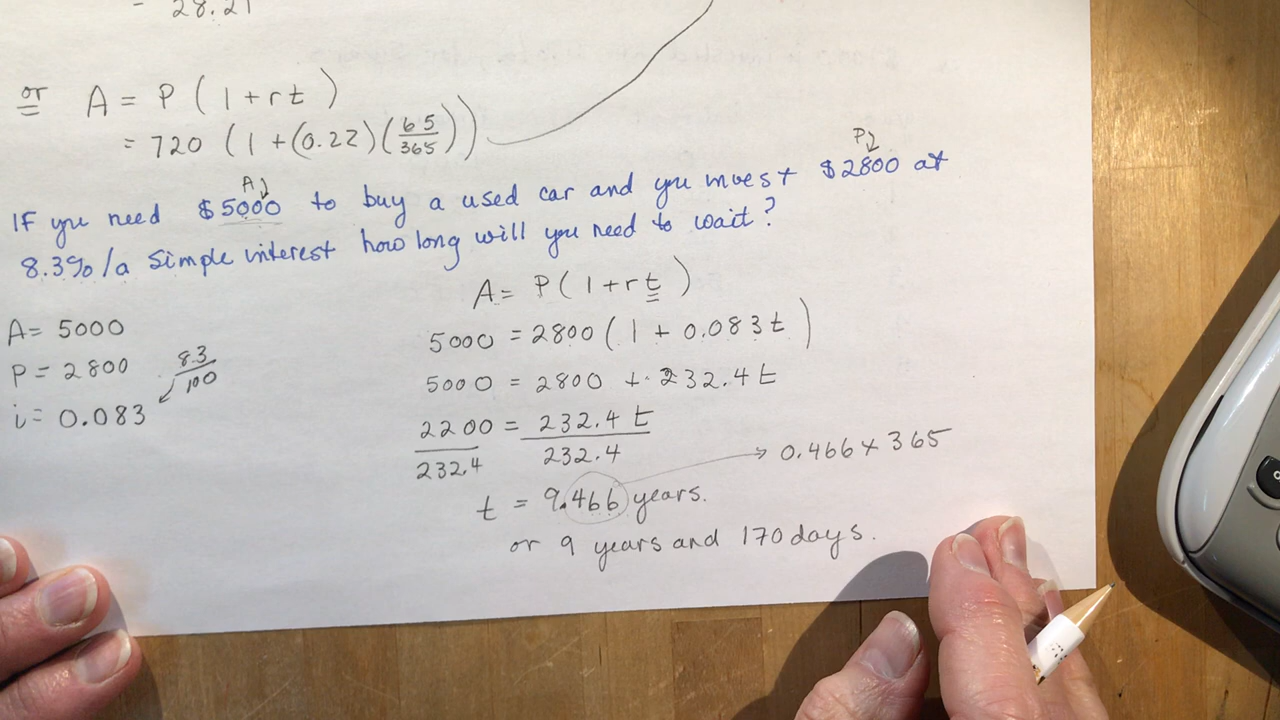 28.21
or A = P(1+rt)
= 720 (1+(0.22)(65/365))
A P
If you need $5000 to buy a used car and you invest $2800 at
8.3%/a simple interest how long will you need to wait?
A = P(1+rt)
A = 5000
5000 = 2800(1 + 0.083t)
P = 2800 8.3/100
5000 = 2800 + 232.4t
i = 0.083
2200/232.4 = 232.4t/232.4
→ 0.466 x 365
t = 9.466 years.
or 9 years and 170 days.